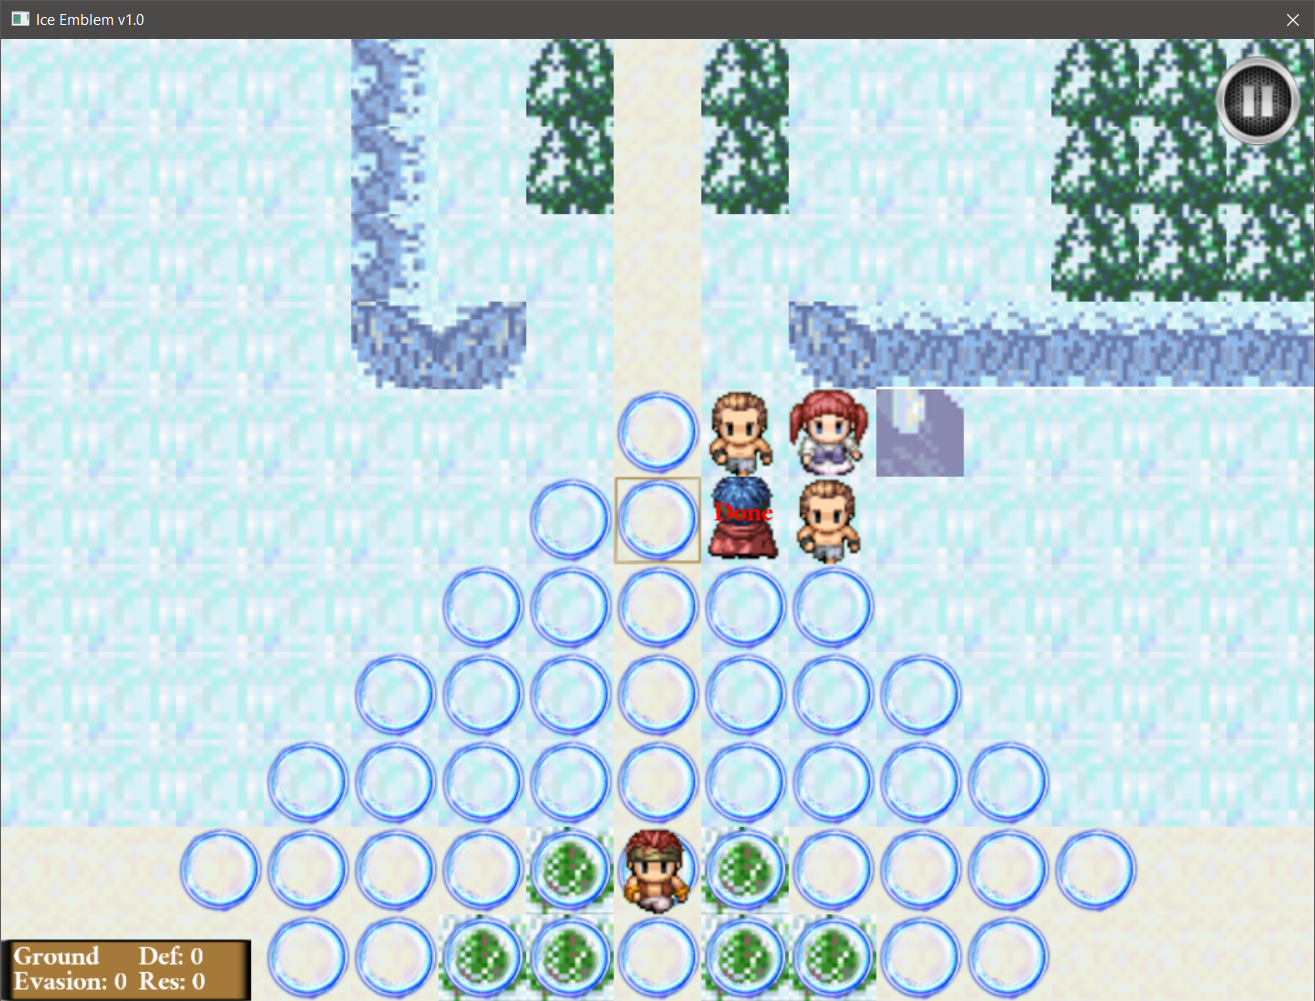 Ice Emblem v1.0
Done
Ground Def: 0
Evasion: 0 Res: 0